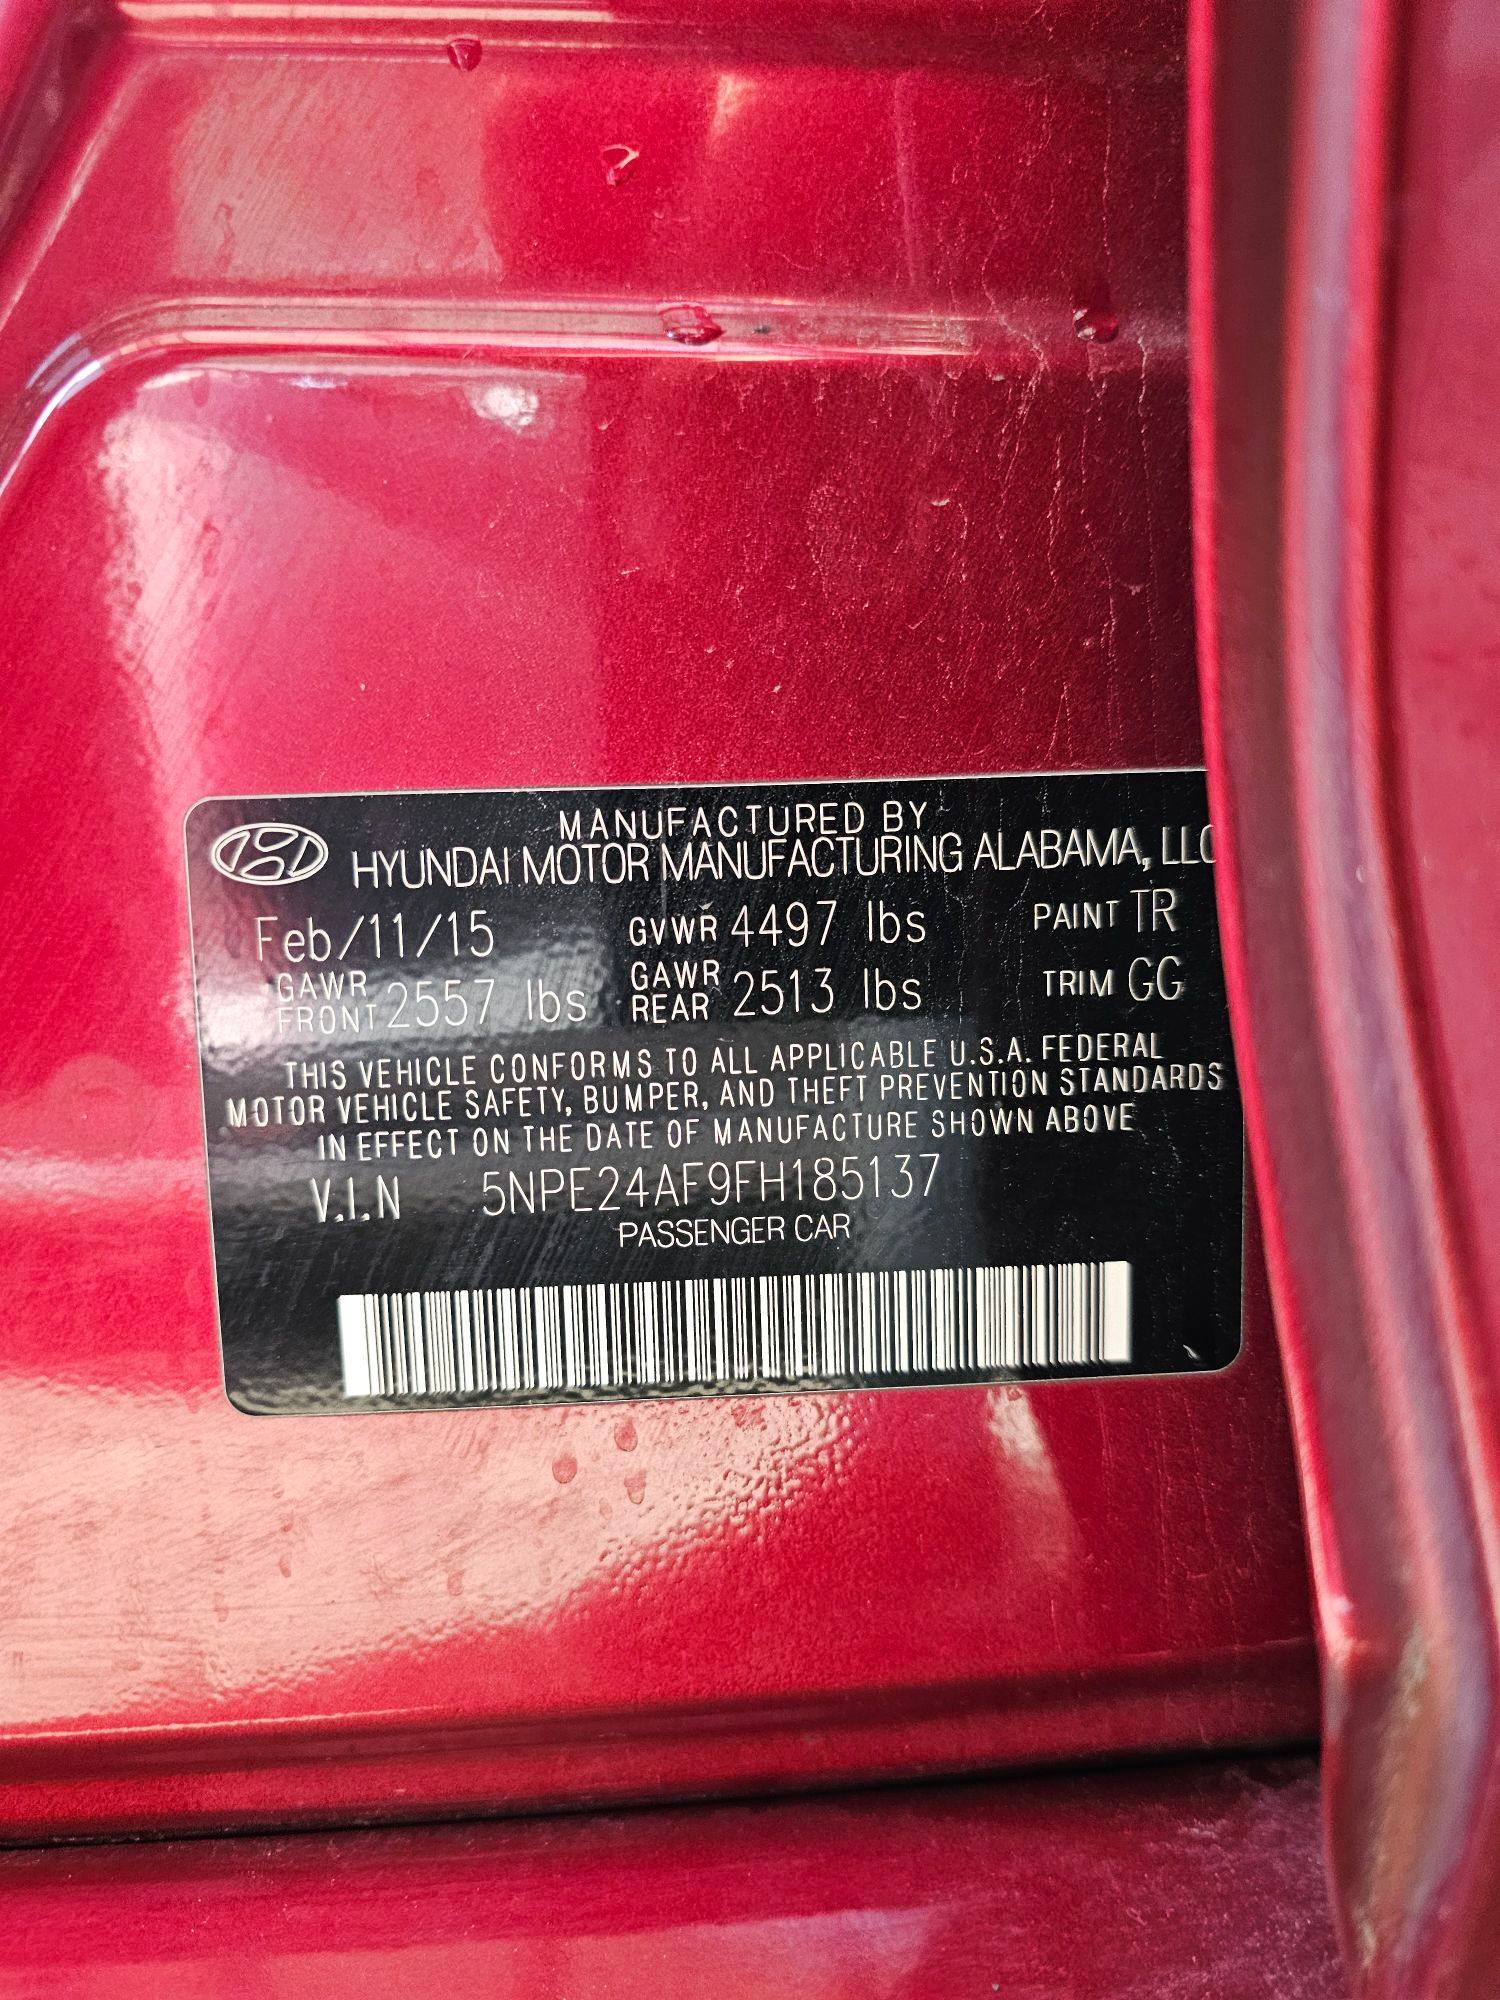 MANUFACTURED BY
HYUNDAI MOTOR MANUFACTURING ALABAMA, LLC
Feb/11/15 GVWR 4497 lbs PAINT TR
GAWR FRONT 2557 lbs GAWR REAR 2513 lbs TRIM GG
THIS VEHICLE CONFORMS TO ALL APPLICABLE U.S.A. FEDERAL
MOTOR VEHICLE SAFETY, BUMPER, AND THEFT PREVENTION STANDARDS
IN EFFECT ON THE DATE OF MANUFACTURE SHOWN ABOVE
V.I.N 5NPE24AF9FH185137
PASSENGER CAR